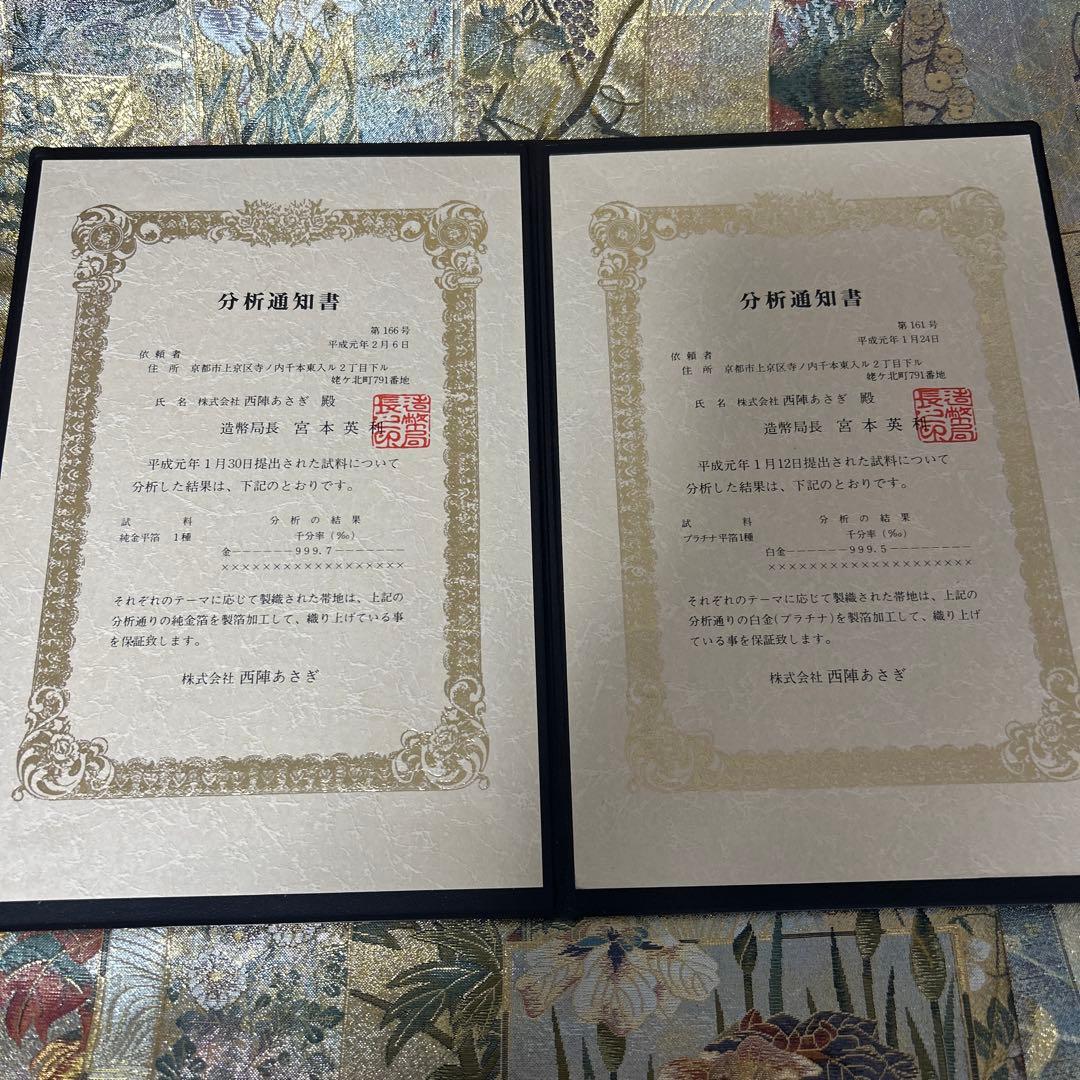 分析通知書
第166号
平成元年2月6日
依頼者
住所 京都市上京区寺ノ内千本東入ル2丁目下ル
姥ケ北町791番地
氏名 株式会社 西陣あさぎ 殿
造幣局長 宮本英利
造幣局長之印
平成元年1月30日提出された試料について
分析した結果は、下記のとおりです。
試料 分析の結果
純金平箔 1種 千分率(‰)
金―――――――999.7―――――――
××××××××××××××××××
それぞれのテーマに応じて製織された帯地は、上記の
分析通りの純金箔を製箔加工して、織り上げている事
を保証致します。
株式会社 西陣あさぎ
分析通知書
第161号
平成元年1月24日
依頼者
住所 京都市上京区寺ノ内千本東入ル2丁目下ル
姥ケ北町791番地
氏名 株式会社 西陣あさぎ 殿
造幣局長 宮本英利
造幣局長之印
平成元年1月12日提出された試料について
分析した結果は、下記のとおりです。
試料 分析の結果
プラチナ平箔1種 千分率(‰)
白金―――――――999.5―――――――――
×××××××××××××××××××
それぞれのテーマに応じて製織された帯地は、上記の
分析通りの白金(プラチナ)を製箔加工して、織り上げ
ている事を保証致します。
株式会社 西陣あさぎ